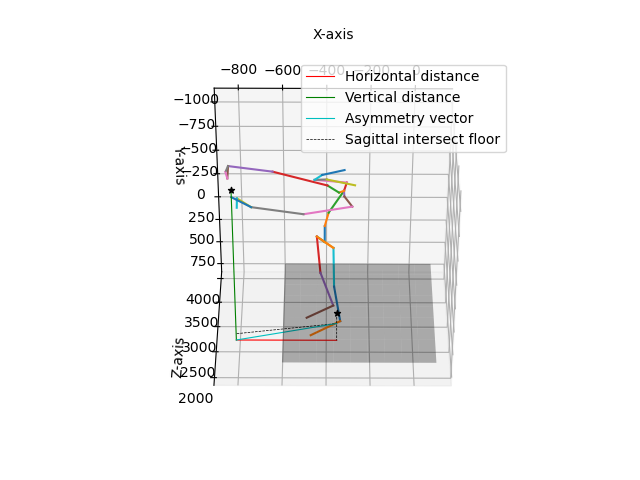 X-axis
−800 −600 −400 −200 0
Horizontal distance
Vertical distance
Asymmetry vector
Sagittal intersect floor
−1000
−750
−500
−250
0
250
500
750
Y-axis
4000
3500
3000
2500
2000
Z-axis